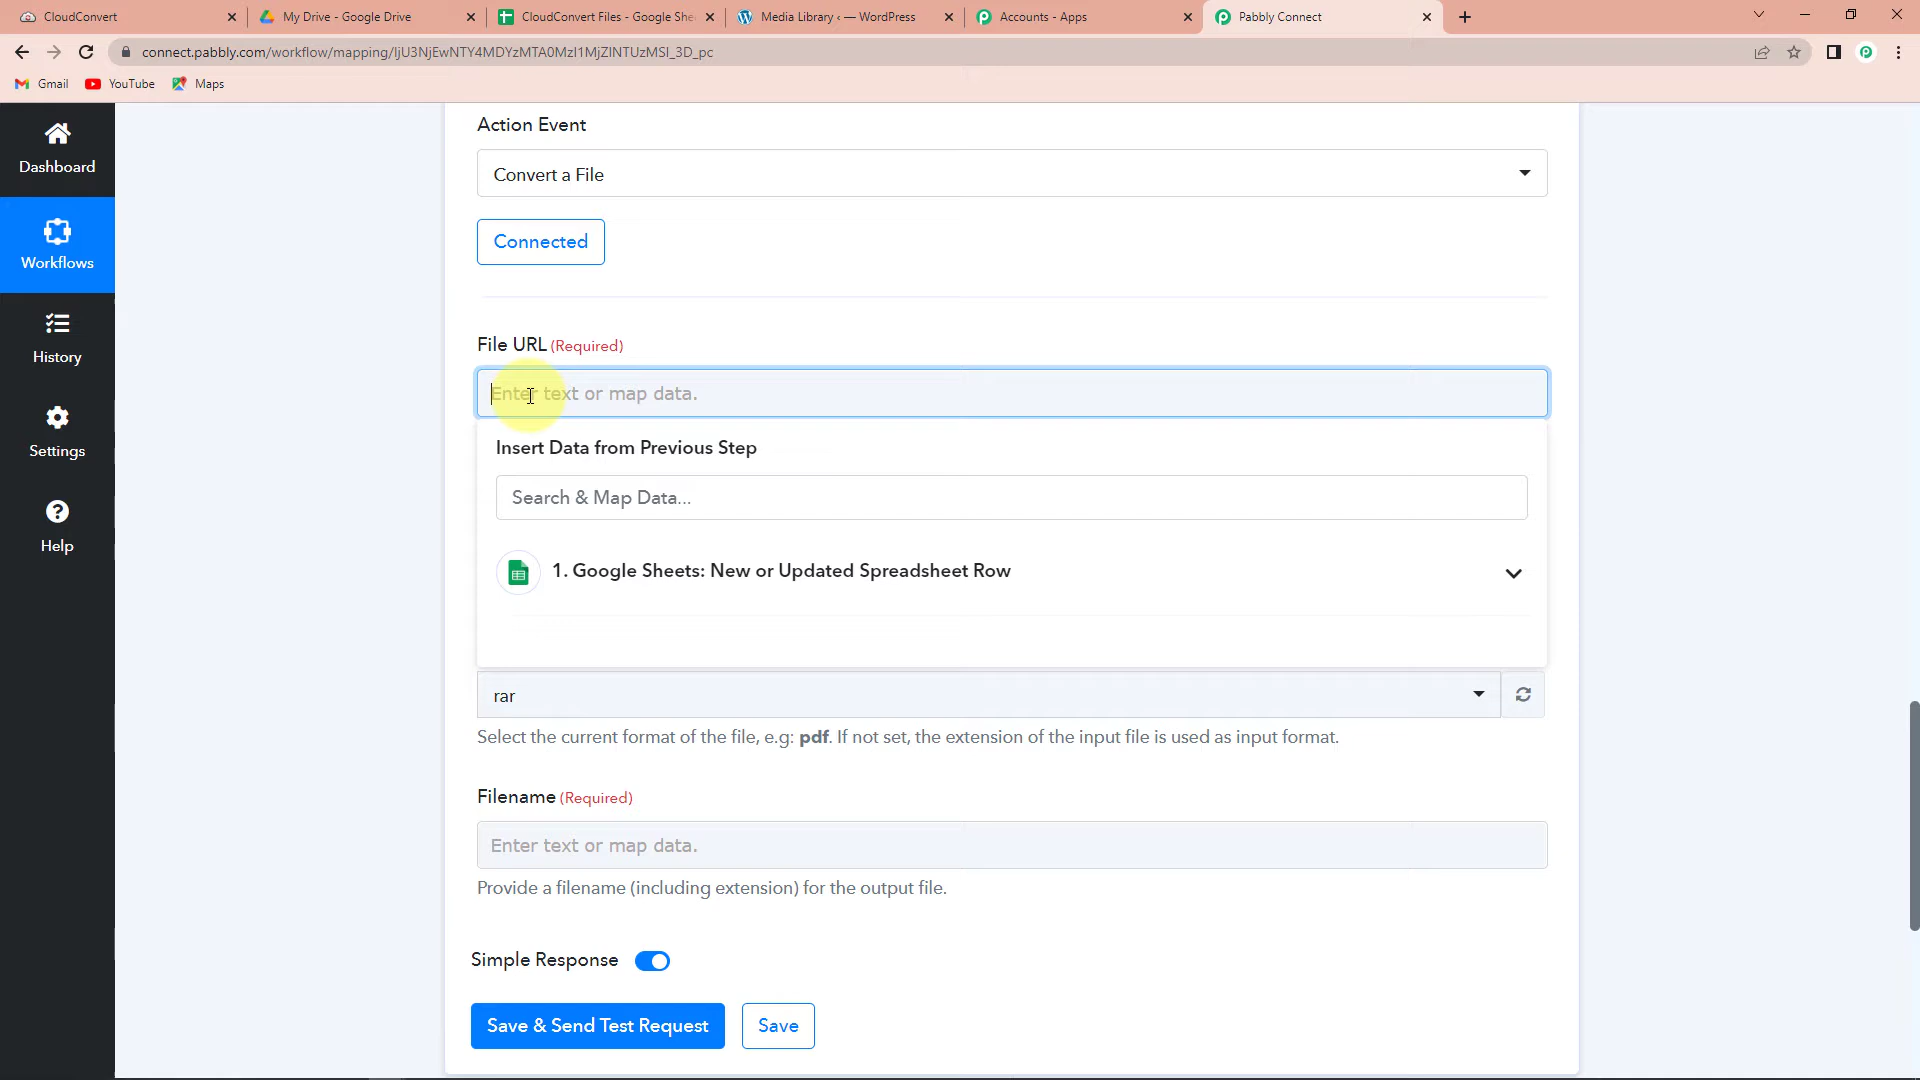 CloudConvert
My Drive - Google Drive
CloudConvert Files - Google She
Media Library ‹ — WordPress
Accounts - Apps
Pabbly Connect
connect.pabbly.com/workflow/mapping/IjU3NjEwNTY4MDYzMTA0MzI1MjZlNTUzMSI_3D_pc
Gmail
YouTube
Maps
Dashboard
Workflows
History
Settings
Help
Action Event
Convert a File
Connected
File URL (Required)
Enter text or map data.
Insert Data from Previous Step
Search & Map Data...
1. Google Sheets: New or Updated Spreadsheet Row
rar
Select the current format of the file, e.g: pdf. If not set, the extension of the input file is used as input format.
Filename (Required)
Enter text or map data.
Provide a filename (including extension) for the output file.
Simple Response
Save & Send Test Request
Save